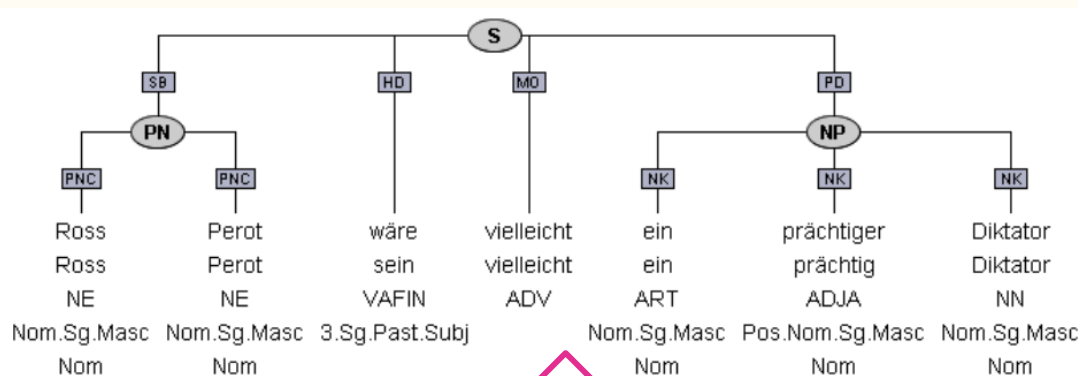 S
SB HD MO PD
PN NP
PNC PNC NK NK NK
Ross Perot wäre vielleicht ein prächtiger Diktator
Ross Perot sein vielleicht ein prächtig Diktator
NE NE VAFIN ADV ART ADJA NN
Nom.Sg.Masc Nom.Sg.Masc 3.Sg.Past.Subj Nom.Sg.Masc Pos.Nom.Sg.Masc Nom.Sg.Masc
Nom Nom Nom Nom Nom